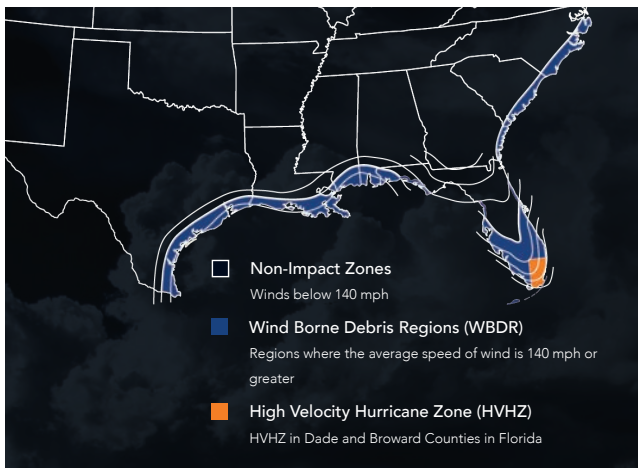 Non-Impact Zones
Winds below 140 mph
Wind Borne Debris Regions (WBDR)
Regions where the average speed of wind is 140 mph or
greater
High Velocity Hurricane Zone (HVHZ)
HVHZ in Dade and Broward Counties in Florida